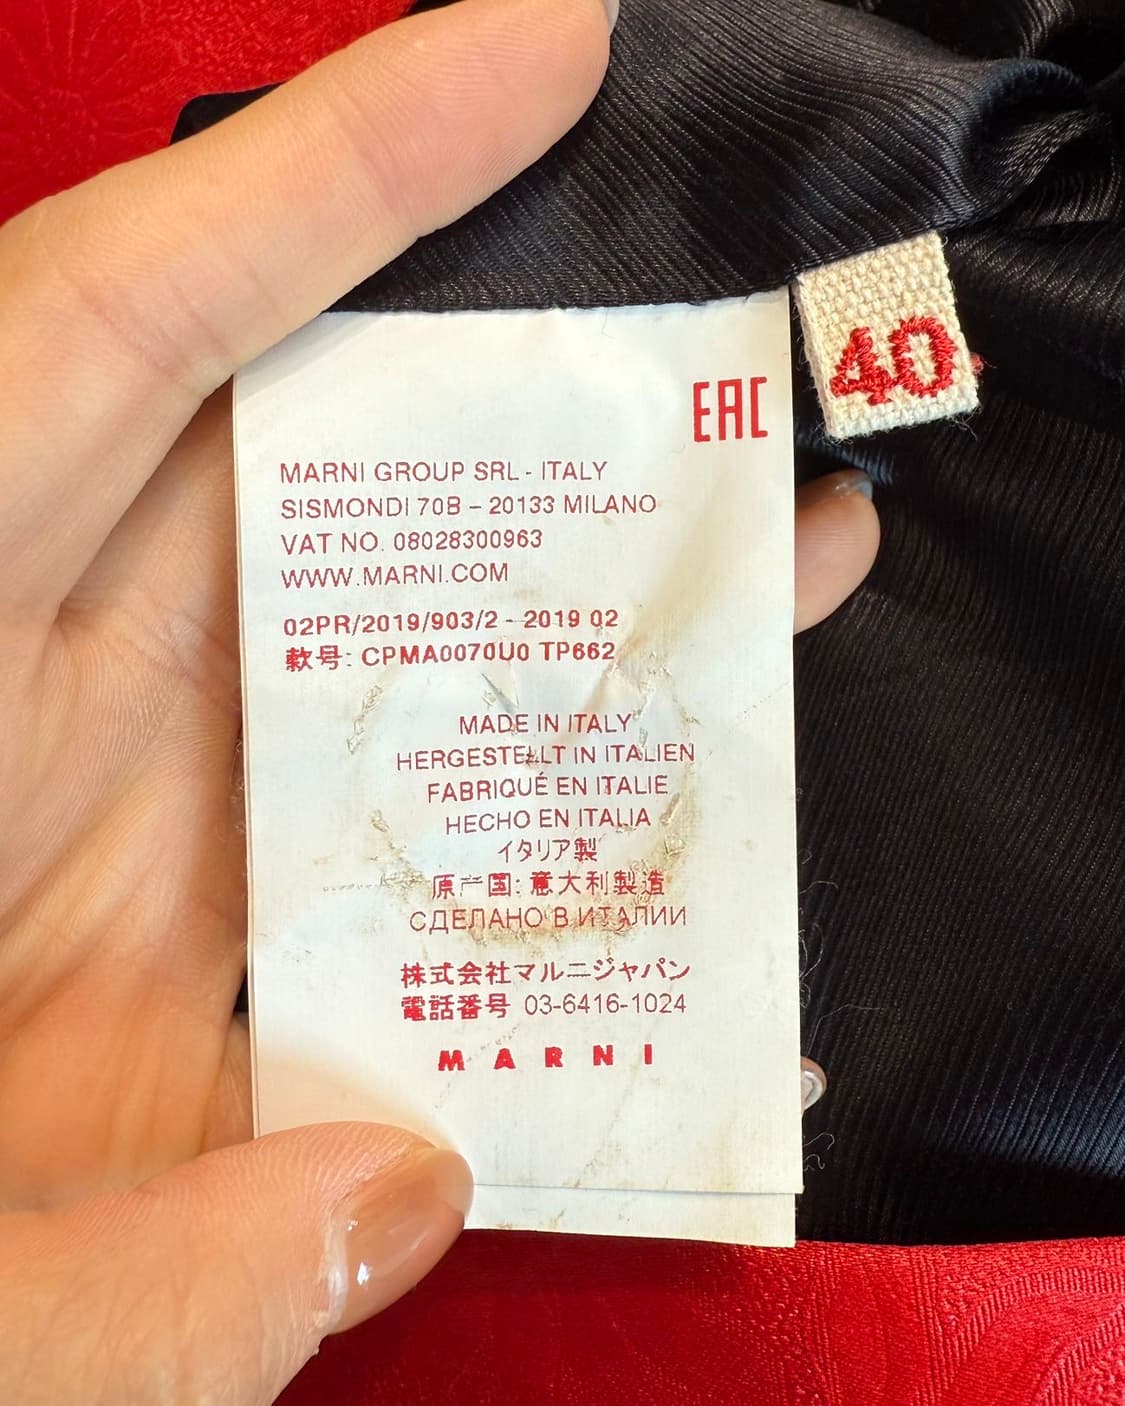 40
EAC
MARNI GROUP SRL - ITALY
SISMONDI 70B – 20133 MILANO
VAT NO. 08028300963
WWW.MARNI.COM
02PR/2019/903/2 - 2019 02
款号: CPMA0070U0 TP662
MADE IN ITALY
HERGESTELLT IN ITALIEN
FABRIQUÉ EN ITALIE
HECHO EN ITALIA
イタリア製
原产国: 意大利製造
СДЕЛАНО В ИТАЛИИ
株式会社マルニジャパン
電話番号 03-6416-1024
MARNI